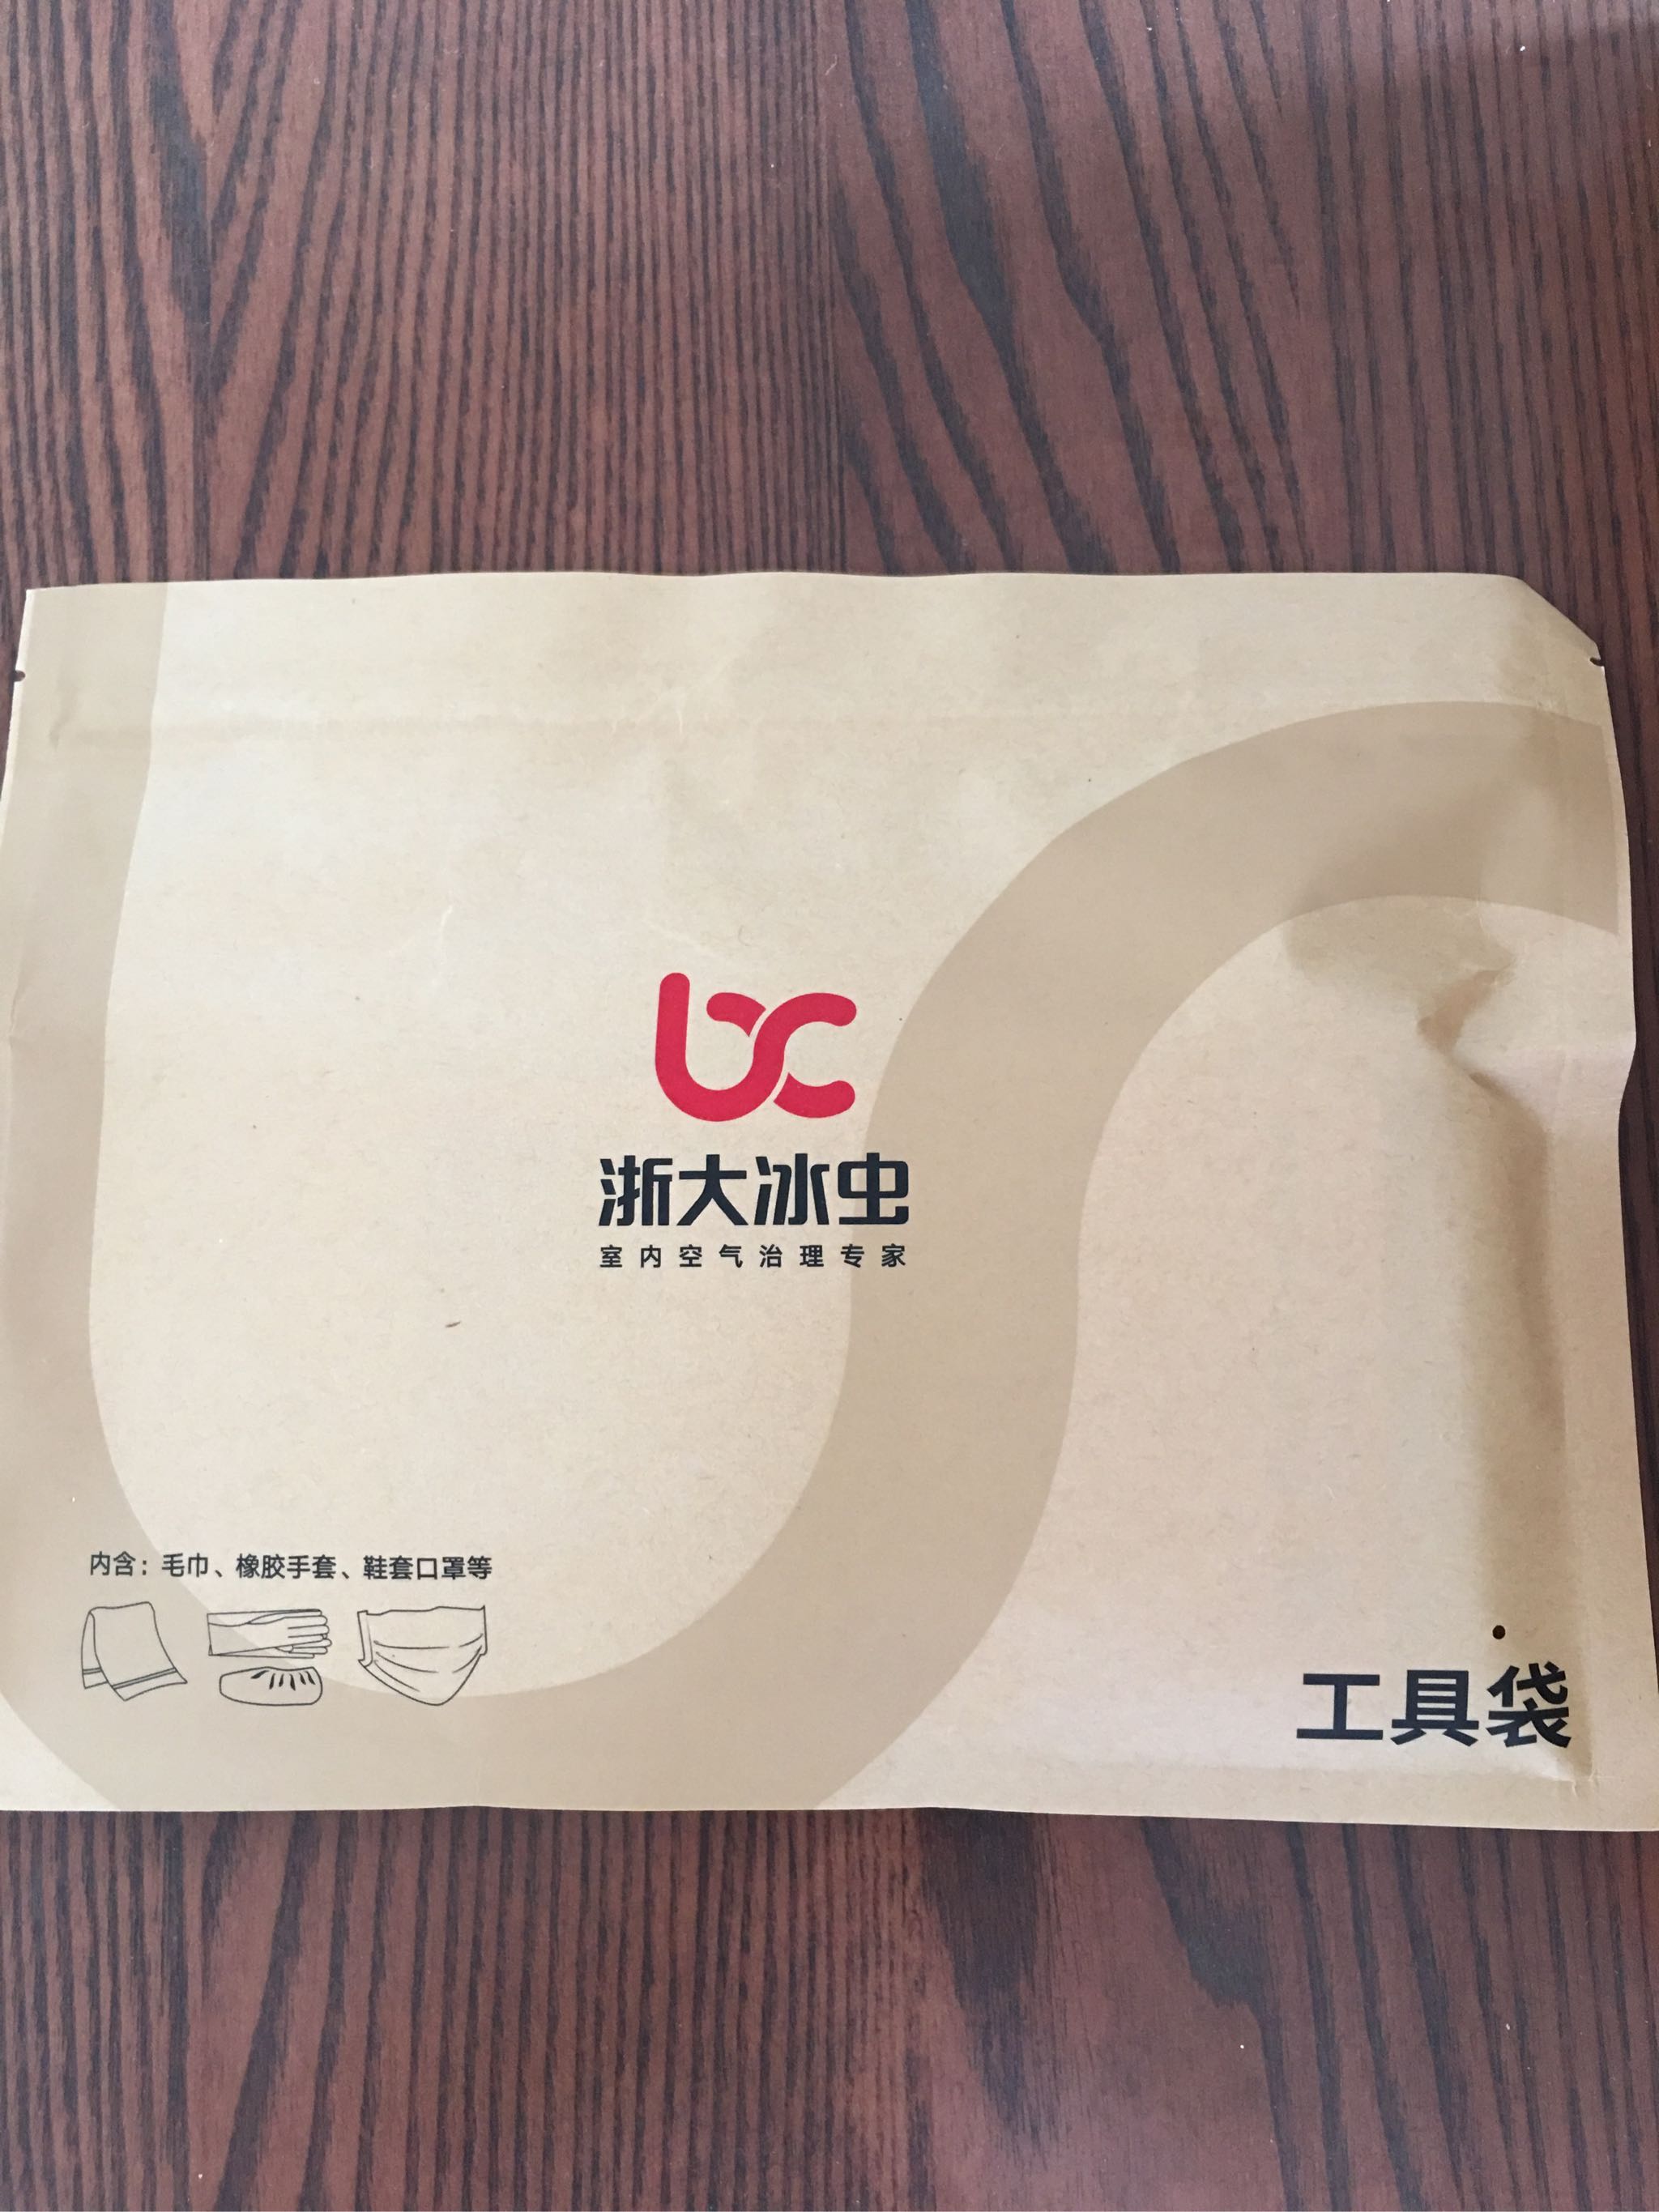 bc
浙大冰虫
室内空气治理专家
内含：毛巾、橡胶手套、鞋套口罩等
工具袋